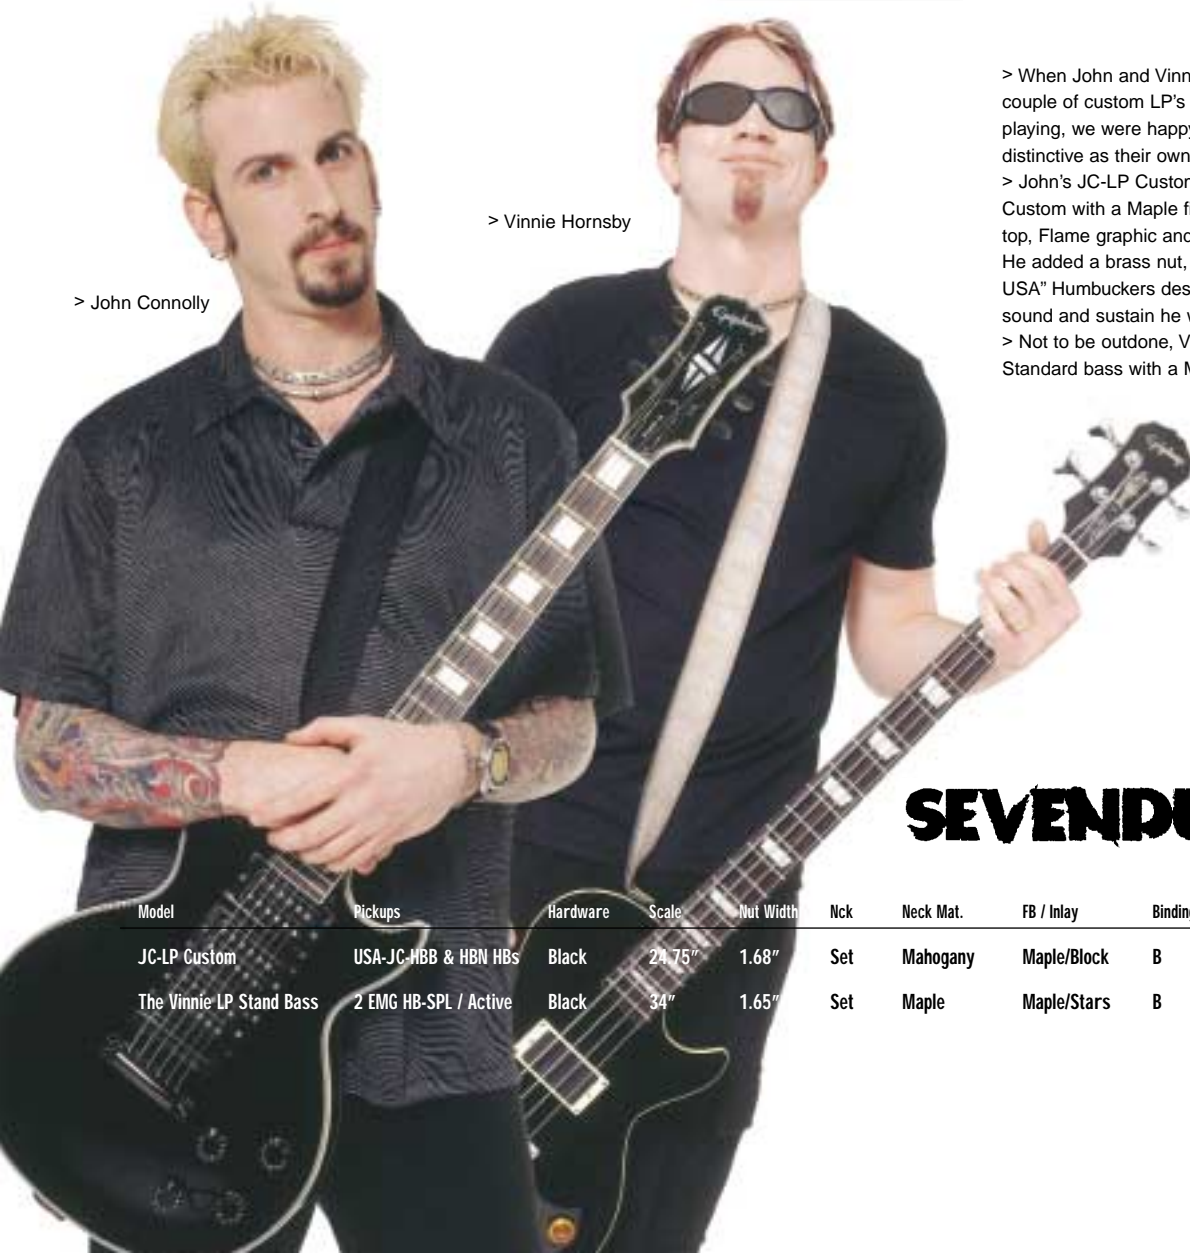 > When John and Vinn
couple of custom LP's
playing, we were happy
distinctive as their own
> John's JC-LP Custom
Custom with a Maple f
top, Flame graphic and
He added a brass nut,
USA” Humbuckers des
sound and sustain he w
> Not to be outdone, V
Standard bass with a M
> Vinnie Hornsby
> John Connolly
Epiphone
Epiphone
SEVENDU
Model Pickups Hardware Scale Nut Width Nck Neck Mat. FB / Inlay Binding
JC-LP Custom USA-JC-HBB & HBN HBs Black 24.75” 1.68” Set Mahogany Maple/Block B
The Vinnie LP Stand Bass 2 EMG HB-SPL / Active Black 34” 1.65” Set Maple Maple/Stars B